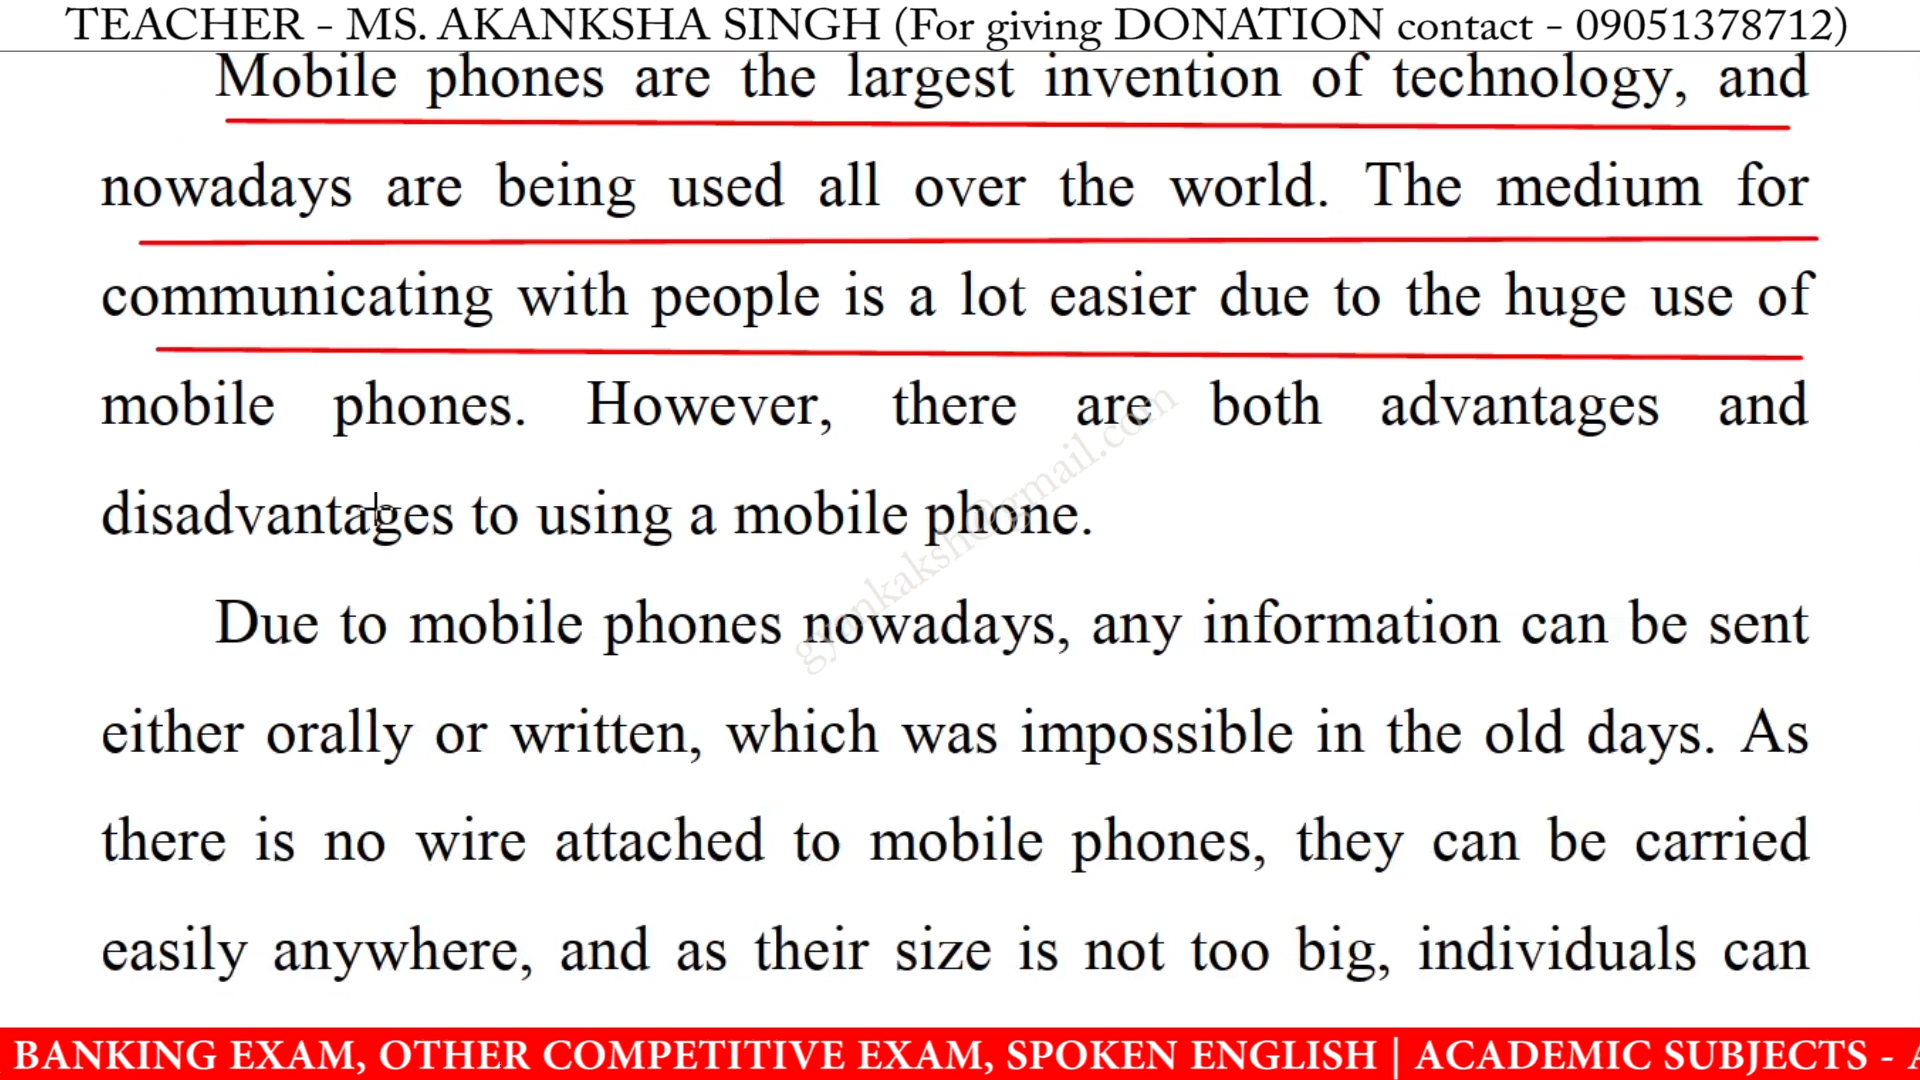 TEACHER - MS. AKANKSHA SINGH (For giving DONATION contact - 09051378712)
Mobile phones are the largest invention of technology, and
nowadays are being used all over the world. The medium for
communicating with people is a lot easier due to the huge use of
mobile phones. However, there are both advantages and
disadvantages to using a mobile phone.
Due to mobile phones nowadays, any information can be sent
either orally or written, which was impossible in the old days. As
there is no wire attached to mobile phones, they can be carried
easily anywhere, and as their size is not too big, individuals can
gyankaksh@gmail.com
BANKING EXAM, OTHER COMPETITIVE EXAM, SPOKEN ENGLISH | ACADEMIC SUBJECTS -